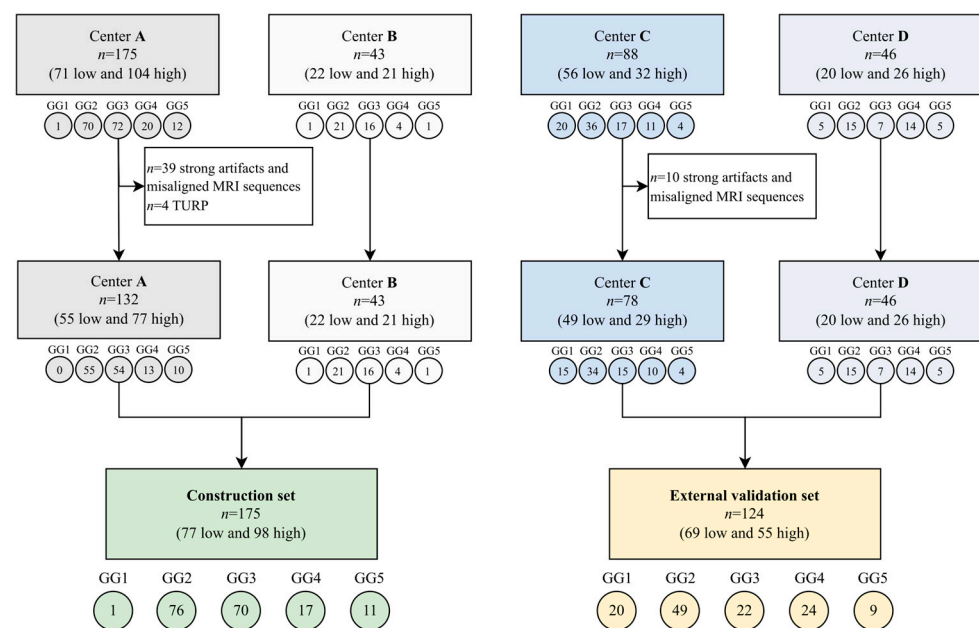 Center A
n=175
(71 low and 104 high)
GG1 GG2 GG3 GG4 GG5
1 70 72 20 12
Center B
n=43
(22 low and 21 high)
GG1 GG2 GG3 GG4 GG5
1 21 16 4 1
Center C
n=88
(56 low and 32 high)
GG1 GG2 GG3 GG4 GG5
20 36 17 11 4
Center D
n=46
(20 low and 26 high)
GG1 GG2 GG3 GG4 GG5
5 15 7 14 5
n=39 strong artifacts and
misaligned MRI sequences
n=4 TURP
n=10 strong artifacts and
misaligned MRI sequences
Center A
n=132
(55 low and 77 high)
GG1 GG2 GG3 GG4 GG5
0 55 54 13 10
Center B
n=43
(22 low and 21 high)
GG1 GG2 GG3 GG4 GG5
1 21 16 4 1
Center C
n=78
(49 low and 29 high)
GG1 GG2 GG3 GG4 GG5
15 34 15 10 4
Center D
n=46
(20 low and 26 high)
GG1 GG2 GG3 GG4 GG5
5 15 7 14 5
Construction set
n=175
(77 low and 98 high)
GG1 GG2 GG3 GG4 GG5
1 76 70 17 11
External validation set
n=124
(69 low and 55 high)
GG1 GG2 GG3 GG4 GG5
20 49 22 24 9